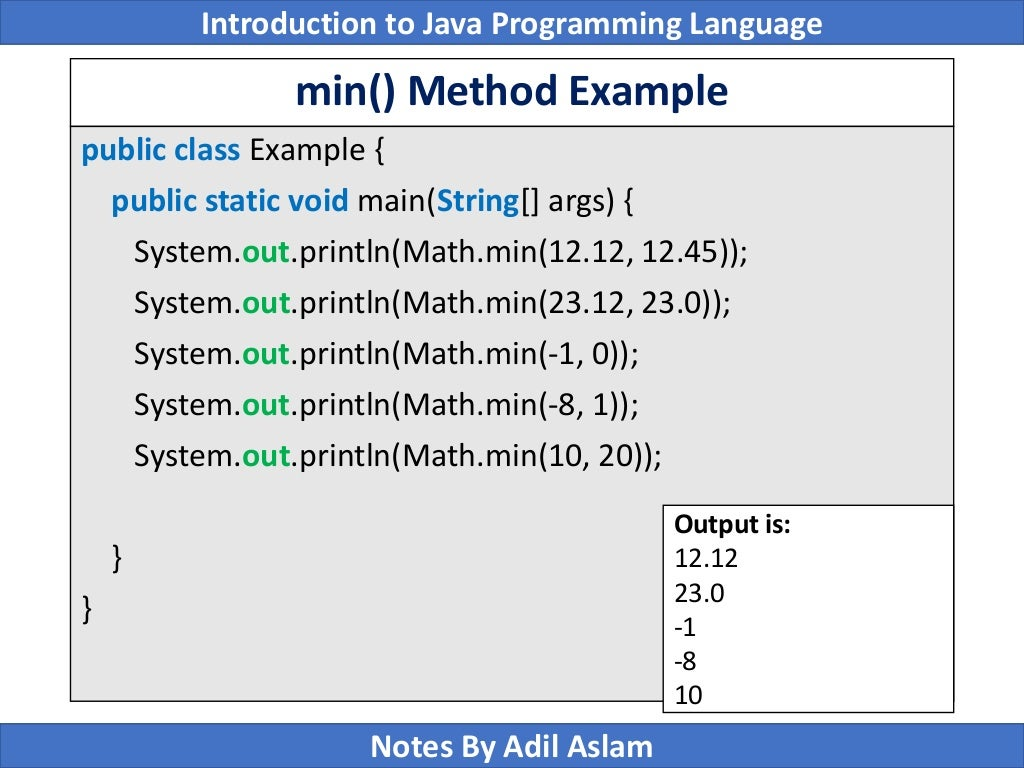 Introduction to Java Programming Language
min() Method Example
public class Example {
public static void main(String[] args) {
System.out.println(Math.min(12.12, 12.45));
System.out.println(Math.min(23.12, 23.0));
System.out.println(Math.min(-1, 0));
System.out.println(Math.min(-8, 1));
System.out.println(Math.min(10, 20));
}
}
Output is:
12.12
23.0
-1
-8
10
Notes By Adil Aslam